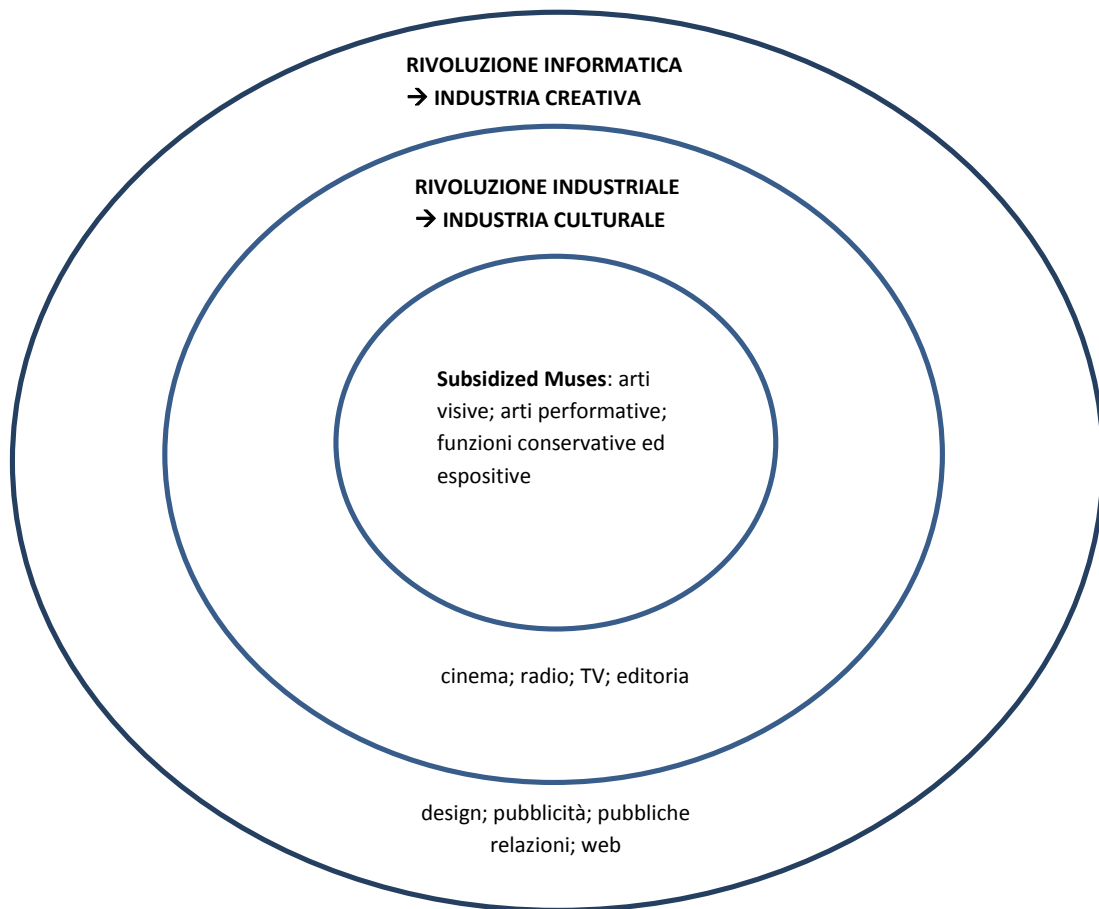 RIVOLUZIONE INFORMATICA
→ INDUSTRIA CREATIVA
RIVOLUZIONE INDUSTRIALE
→ INDUSTRIA CULTURALE
Subsidized Muses: arti
visive; arti performative;
funzioni conservative ed
espositive
cinema; radio; TV; editoria
design; pubblicità; pubbliche
relazioni; web